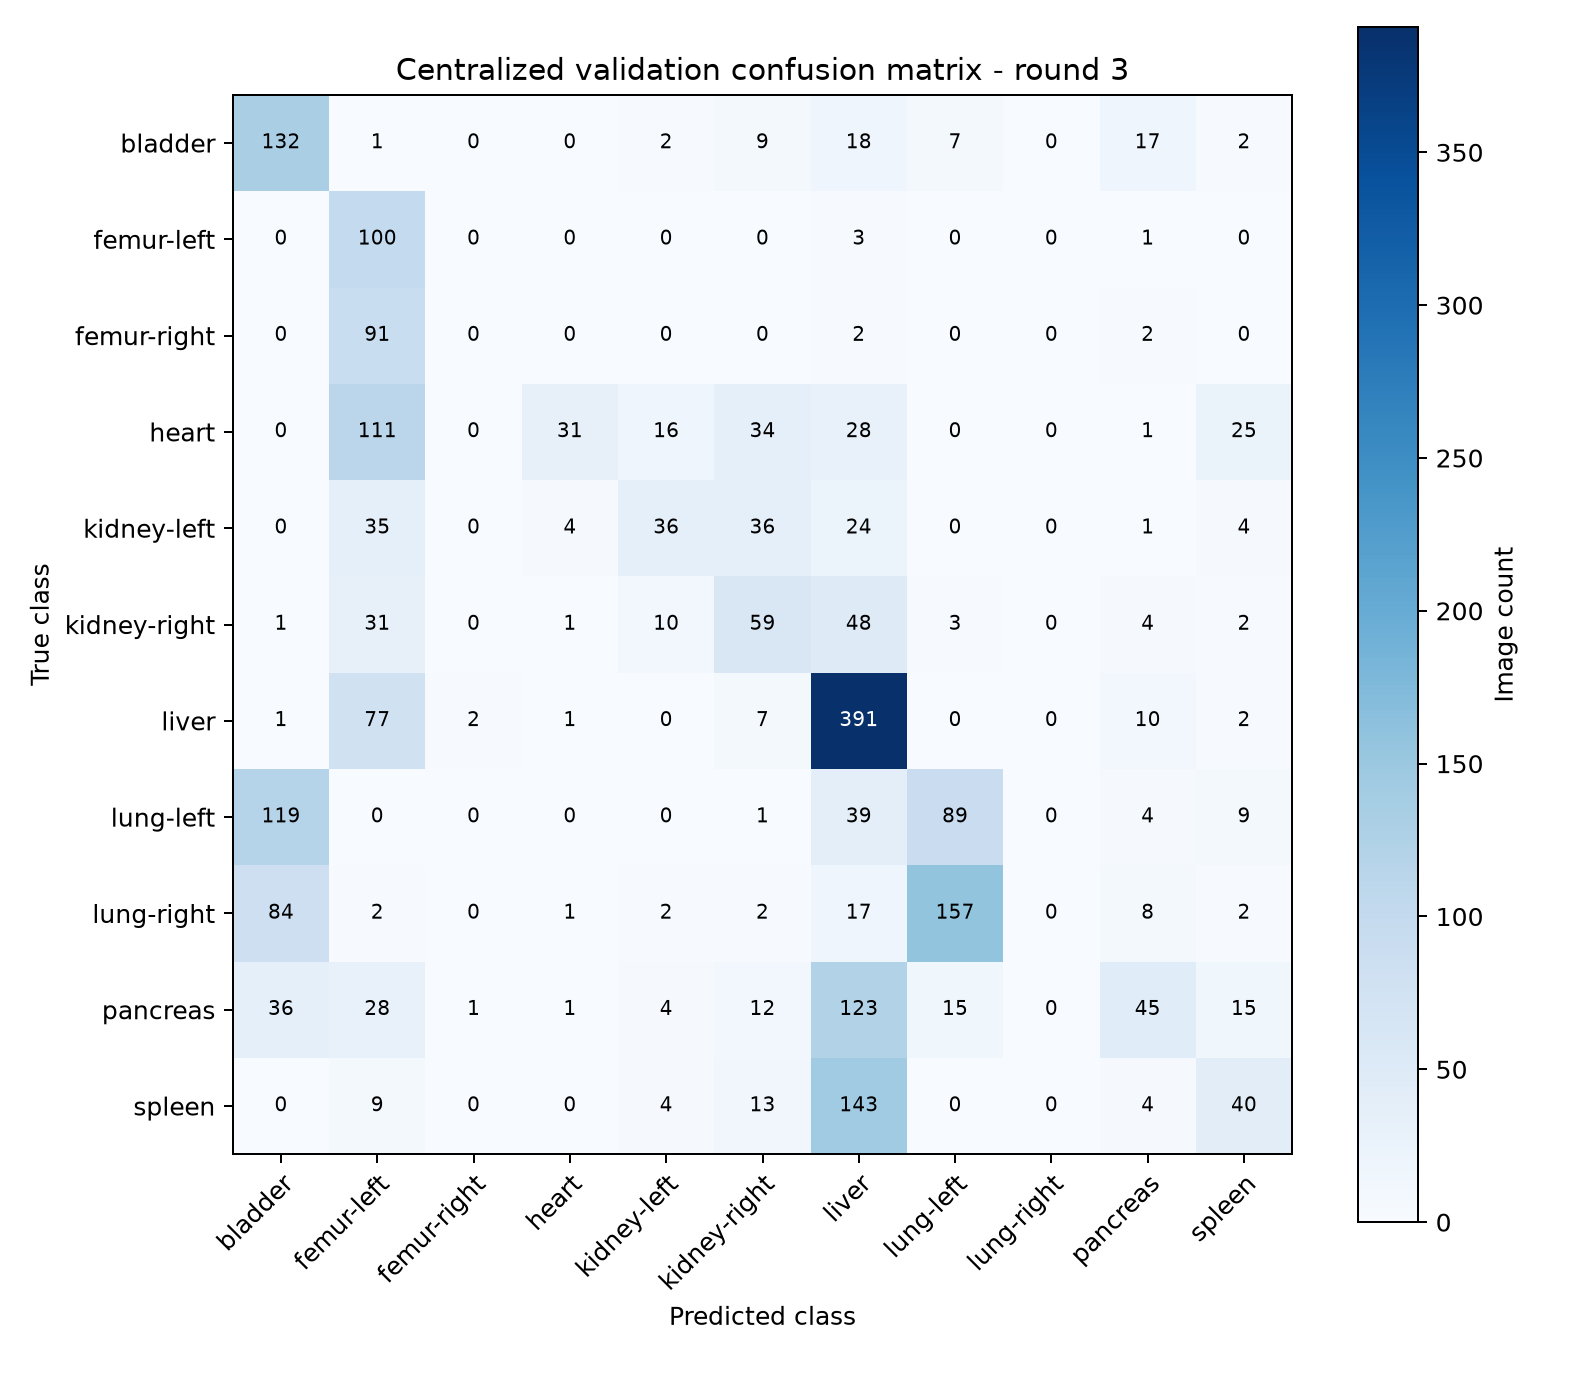 Centralized validation confusion matrix - round 3
bladder 132 1 0 0 2 9 18 7 0 17 2
femur-left 0 100 0 0 0 0 3 0 0 1 0
femur-right 0 91 0 0 0 0 2 0 0 2 0
heart 0 111 0 31 16 34 28 0 0 1 25
kidney-left 0 35 0 4 36 36 24 0 0 1 4
kidney-right 1 31 0 1 10 59 48 3 0 4 2
liver 1 77 2 1 0 7 391 0 0 10 2
lung-left 119 0 0 0 0 1 39 89 0 4 9
lung-right 84 2 0 1 2 2 17 157 0 8 2
pancreas 36 28 1 1 4 12 123 15 0 45 15
spleen 0 9 0 0 4 13 143 0 0 4 40
bladder femur-left femur-right heart kidney-left kidney-right liver lung-left lung-right pancreas spleen
Predicted class
True class
350
300
250
200
150
100
50
0
Image count